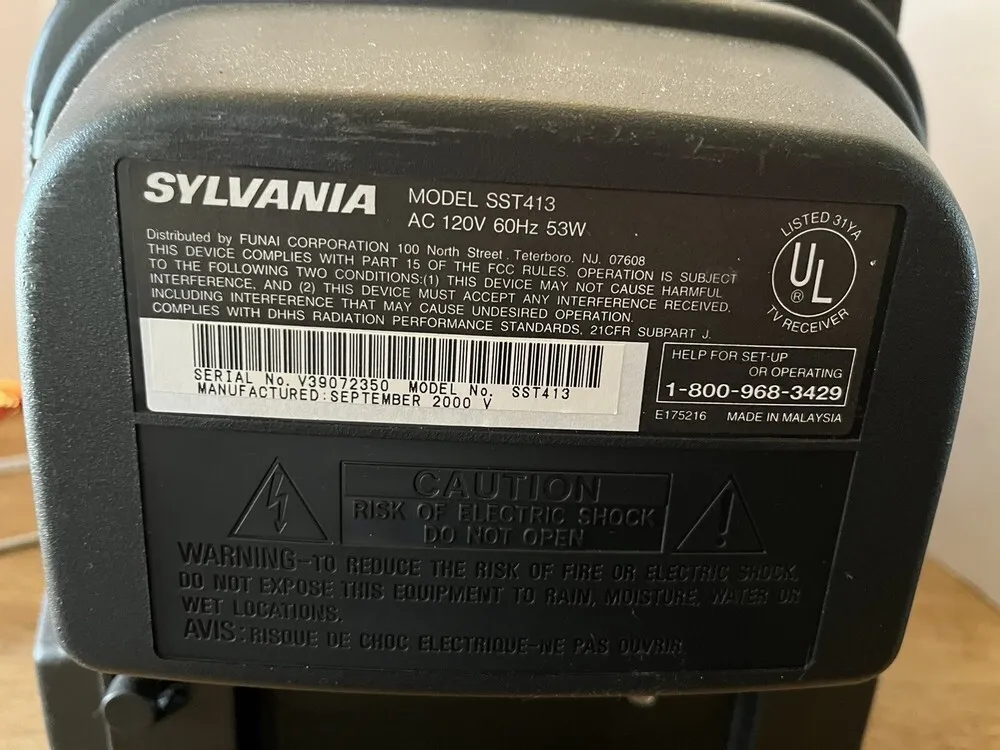 SYLVANIA
MODEL SST413
AC 120V 60Hz 53W
Distributed by FUNAI CORPORATION 100 North Street. Teterboro. NJ. 07608
THIS DEVICE COMPLIES WITH PART 15 OF THE FCC RULES. OPERATION IS SUBJECT
TO THE FOLLOWING TWO CONDITIONS:(1) THIS DEVICE MAY NOT CAUSE HARMFUL
INTERFERENCE, AND (2) THIS DEVICE MUST ACCEPT ANY INTERFERENCE RECEIVED,
INCLUDING INTERFERENCE THAT MAY CAUSE UNDESIRED OPERATION.
COMPLIES WITH DHHS RADIATION PERFORMANCE STANDARDS, 21CFR SUBPART J.
LISTED 31YA
UL
®
TV RECEIVER
SERIAL No. V39072350 MODEL No. SST413
MANUFACTURED:SEPTEMBER 2000 V
HELP FOR SET-UP
OR OPERATING
1-800-968-3429
E175216 MADE IN MALAYSIA
CAUTION
RISK OF ELECTRIC SHOCK
DO NOT OPEN
WARNING-TO REDUCE THE RISK OF FIRE OR ELECTRIC SHOCK,
DO NOT EXPOSE THIS EQUIPMENT TO RAIN, MOISTURE, WATER OR
WET LOCATIONS.
AVIS:RISQUE DE CHOC ELECTRIQUE-NE PAS OUVRIR.